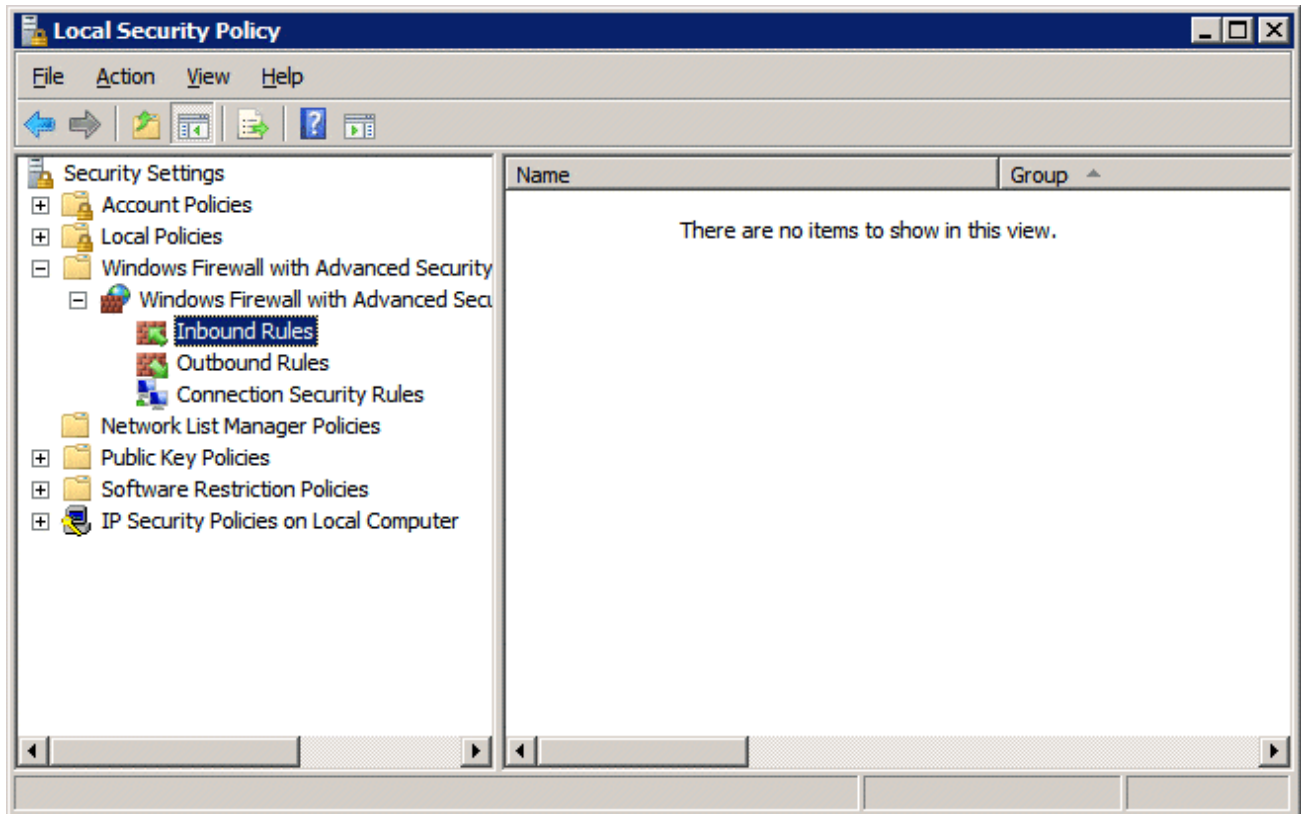 Local Security Policy
File Action View Help
Security Settings
Account Policies
Local Policies
Windows Firewall with Advanced Security
Windows Firewall with Advanced Secu
Inbound Rules
Outbound Rules
Connection Security Rules
Network List Manager Policies
Public Key Policies
Software Restriction Policies
IP Security Policies on Local Computer
Name Group
There are no items to show in this view.